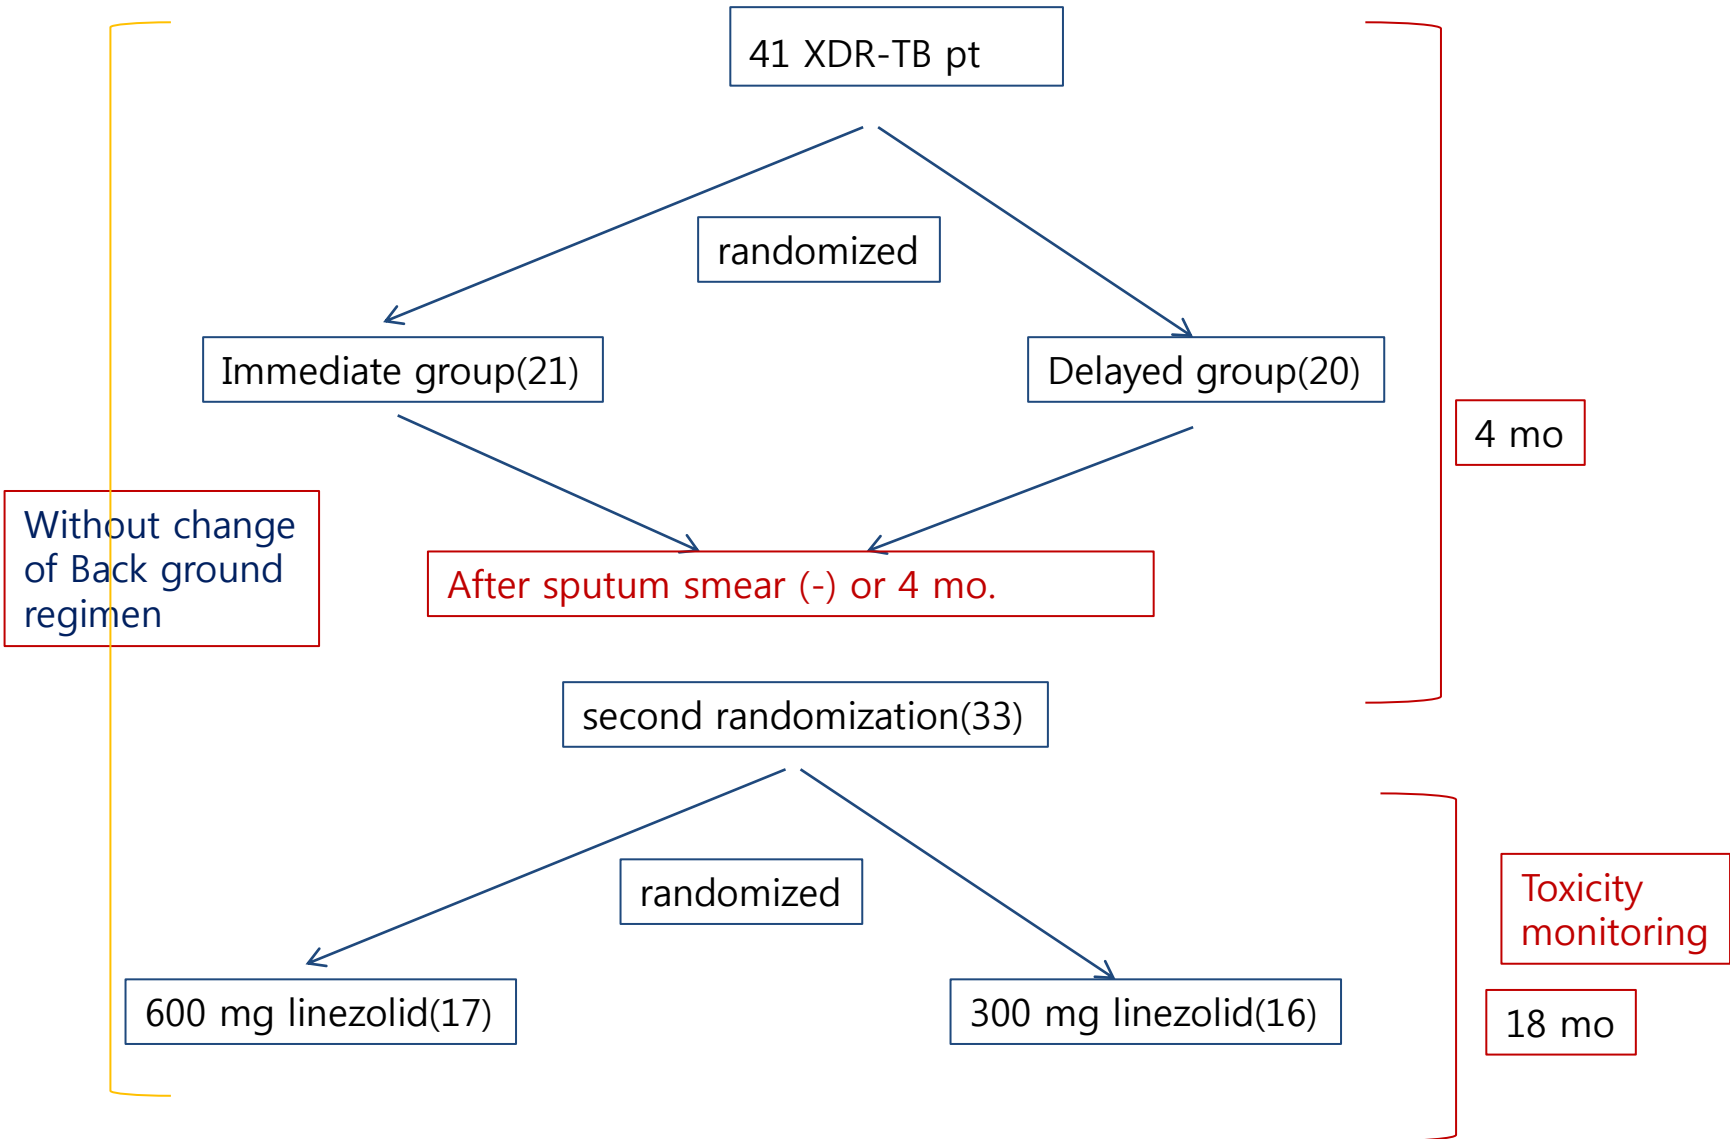 41 XDR-TB pt
randomized
Immediate group(21)
Delayed group(20)
4 mo
Without change
of Back ground
regimen
After sputum smear (-) or 4 mo.
second randomization(33)
randomized
Toxicity
monitoring
600 mg linezolid(17)
300 mg linezolid(16)
18 mo